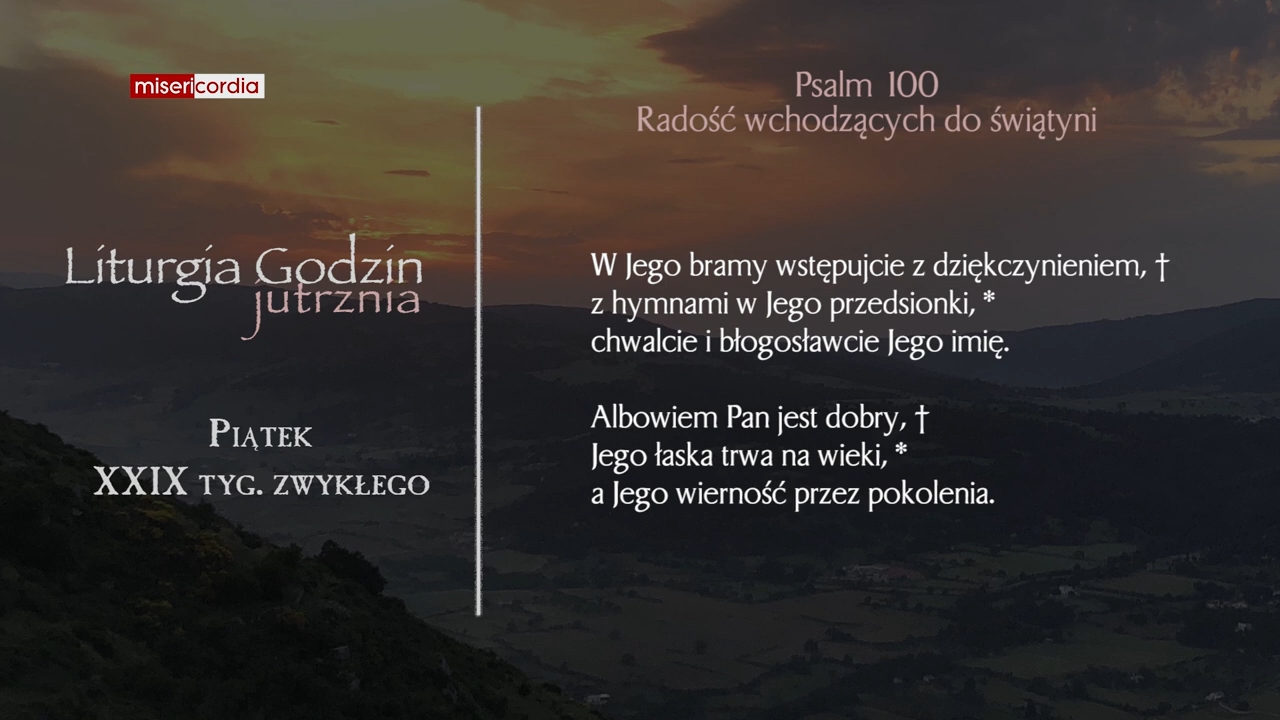 misericordia
Liturgia Godzin
jutrznia
Piątek
XXIX tyg. zwykłego
Psalm 100
Radość wchodzących do świątyni
W Jego bramy wstępujcie z dziękczynieniem, †
z hymnami w Jego przedsionki, *
chwalcie i błogosławcie Jego imię.
Albowiem Pan jest dobry, †
Jego łaska trwa na wieki, *
a Jego wierność przez pokolenia.